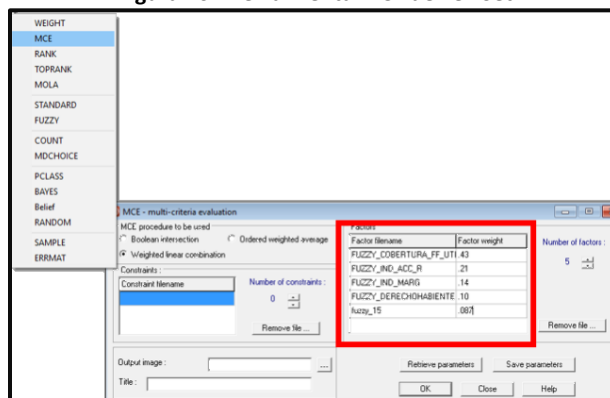 WEIGHT
MCE
RANK
TOPRANK
MOLA
STANDARD
FUZZY
COUNT
MDCHOICE
PCLASS
BAYES
Belief
RANDOM
SAMPLE
ERRMAT
MCE - multi-criteria evaluation
MCE procedure to be used
Boolean intersection
Ordered weighted average
Weighted linear combination
Constraints :
Constraint filename
Number of constraints :
0
Remove file ...
Factors
Factor filename Factor weight
FUZZY_COBERTURA_FF_UTI .43
FUZZY_IND_ACC_R .21
FUZZY_IND_MARG .14
FUZZY_DERECHOHABIENTE .10
fuzzy_15 .087
Number of factors :
5
Remove file ...
Output image :
...
Title :
Retrieve parameters
Save parameters
OK
Close
Help